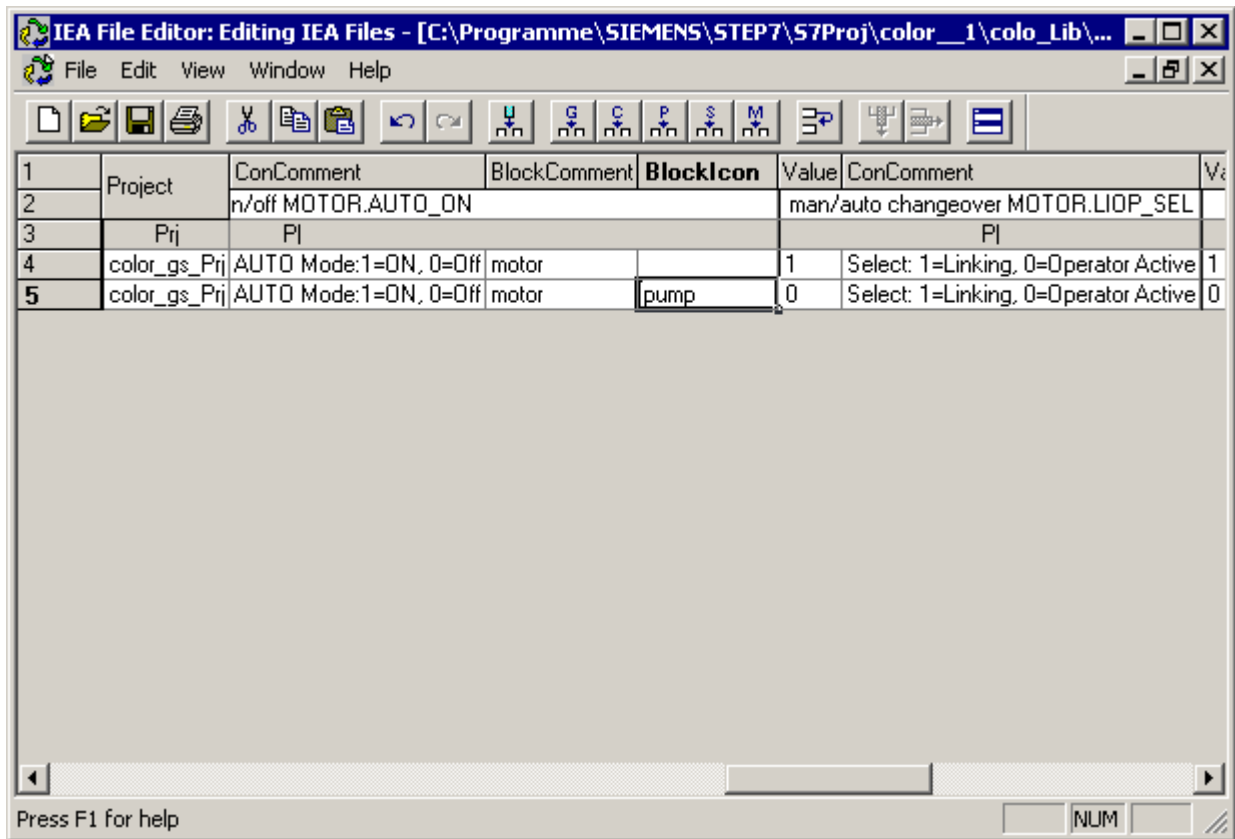 IEA File Editor: Editing IEA Files - [C:\Programme\SIEMENS\STEP7\S7Proj\color__1\colo_Lib\...
File Edit View Window Help
U G C P S M
1 Project ConComment BlockComment BlockIcon Value ConComment Va
2 n/off MOTOR.AUTO_ON man/auto changeover MOTOR.LIOP_SEL
3 Prj P| P|
4 color_gs_Prj AUTO Mode:1=ON, 0=Off motor 1 Select: 1=Linking, 0=Operator Active 1
5 color_gs_Prj AUTO Mode:1=ON, 0=Off motor pump 0 Select: 1=Linking, 0=Operator Active 0
Press F1 for help NUM